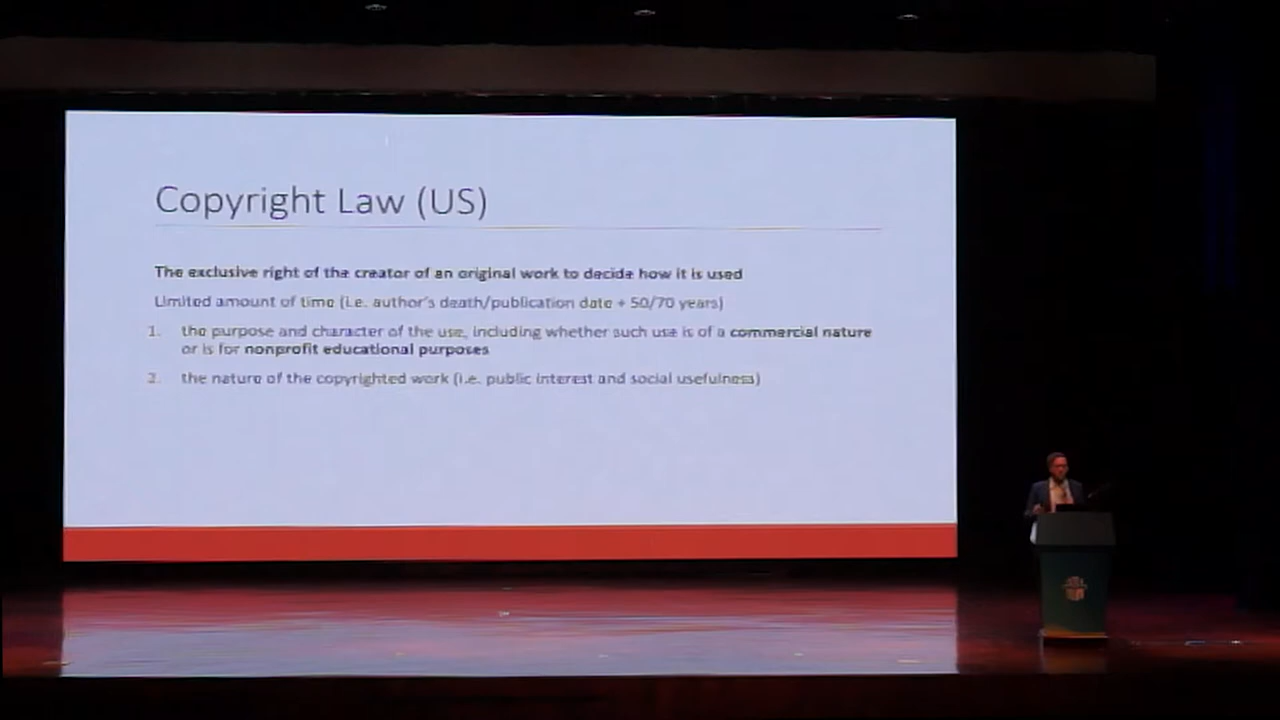 Copyright Law (US)
The exclusive right of the creator of an original work to decide how it is used
Limited amount of time (i.e. author's death/publication date + 50/70 years)
1. the purpose and character of the use, including whether such use is of a commercial nature
or is for nonprofit educational purposes
2. the nature of the copyrighted work (i.e. public interest and social usefulness)